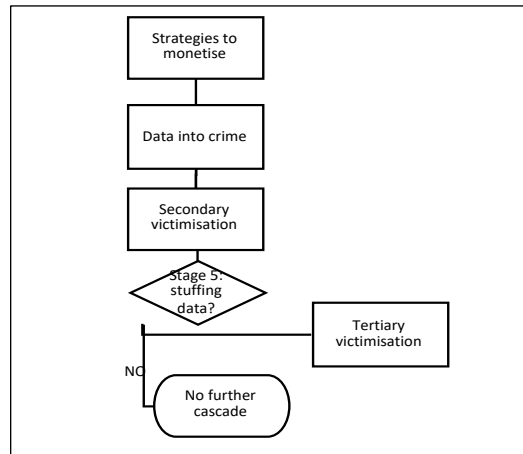 Strategies to
monetise
Data into crime
Secondary
victimisation
Stage 5:
stuffing
data?
Tertiary
victimisation
NO
No further
cascade